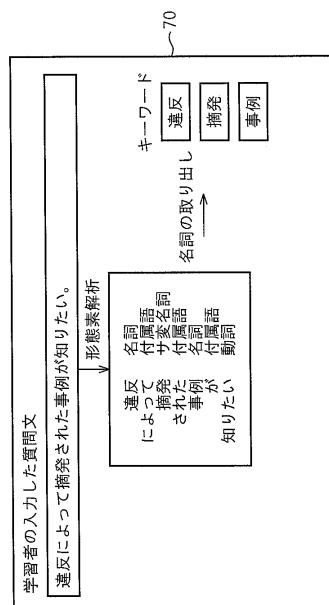 学習者の入力した質問文
違反によって摘発された事例が知りたい。
形態素解析
違反 名詞
によって 付属語
摘発 サ変名詞
された 付属語
事例 名詞
が 付属語
知りたい 動詞
名詞の取り出し
キーワード
違反
摘発
事例
70